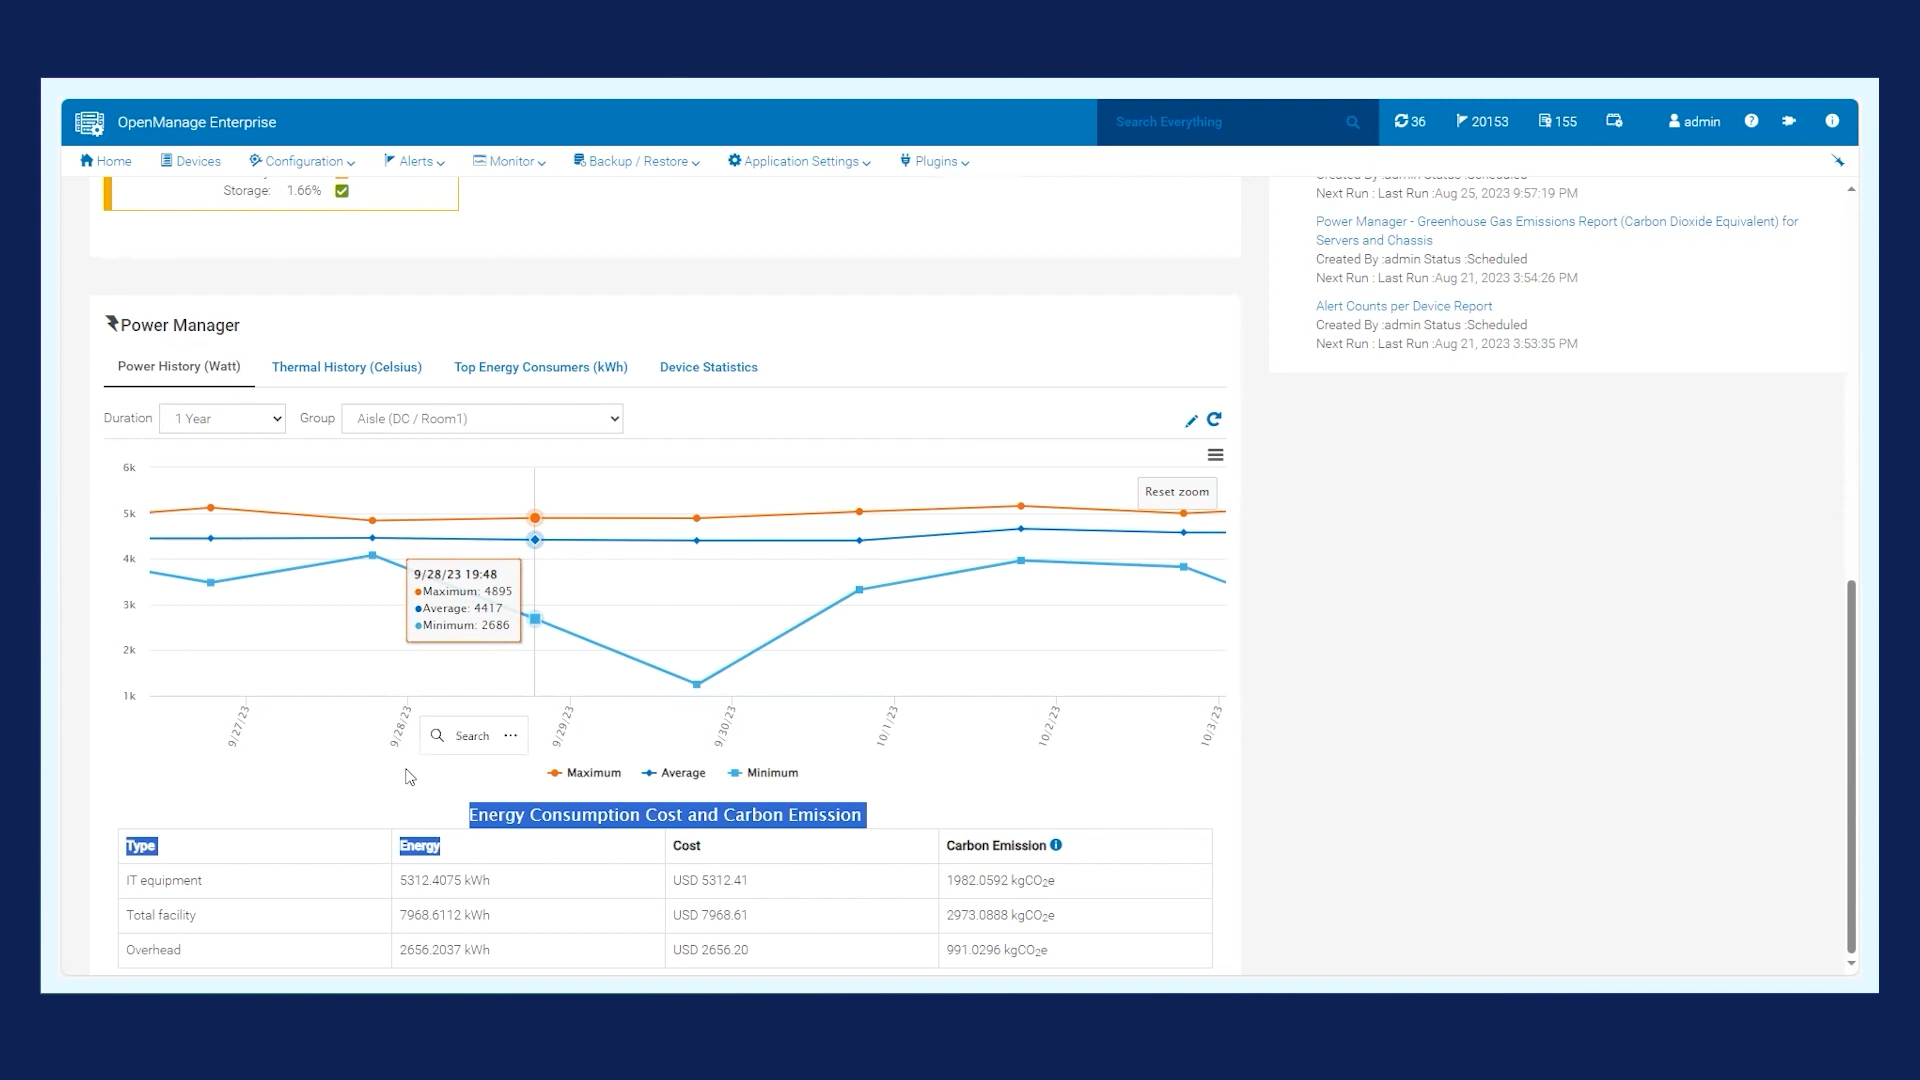 OpenManage Enterprise
Search Everything
36
20153
155
admin
Home
Devices
Configuration
Alerts
Monitor
Backup / Restore
Application Settings
Plugins
Storage: 1.66%
Next Run : Last Run :Aug 25, 2023 9:57:19 PM
Power Manager - Greenhouse Gas Emissions Report (Carbon Dioxide Equivalent) for
Servers and Chassis
Created By :admin Status :Scheduled
Next Run : Last Run :Aug 21, 2023 3:54:26 PM
Alert Counts per Device Report
Created By :admin Status :Scheduled
Next Run : Last Run :Aug 21, 2023 3:53:35 PM
Power Manager
Power History (Watt)
Thermal History (Celsius)
Top Energy Consumers (kWh)
Device Statistics
Duration
1 Year
Group
Aisle (DC / Room1)
Reset zoom
6k
5k
4k
3k
2k
1k
9/28/23 19:48
Maximum: 4895
Average: 4417
Minimum: 2686
9/27/23
9/28/23
9/29/23
9/30/23
10/1/23
10/2/23
10/3/23
Search
Maximum
Average
Minimum
Energy Consumption Cost and Carbon Emission
Type Energy Cost Carbon Emission
IT equipment 5312.4075 kWh USD 5312.41 1982.0592 kgCO₂e
Total facility 7968.6112 kWh USD 7968.61 2973.0888 kgCO₂e
Overhead 2656.2037 kWh USD 2656.20 991.0296 kgCO₂e